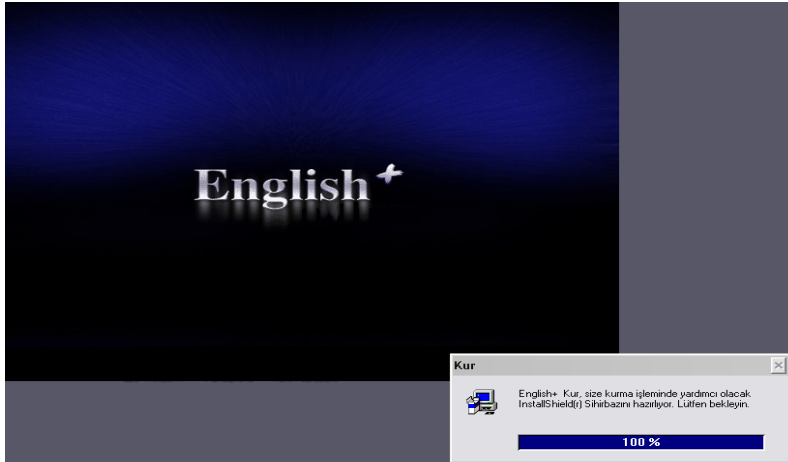 English+
Kur
English+ Kur, size kurma işleminde yardımcı olacak
InstallShield(r) Sihirbazını hazırlıyor. Lütfen bekleyin.
100 %